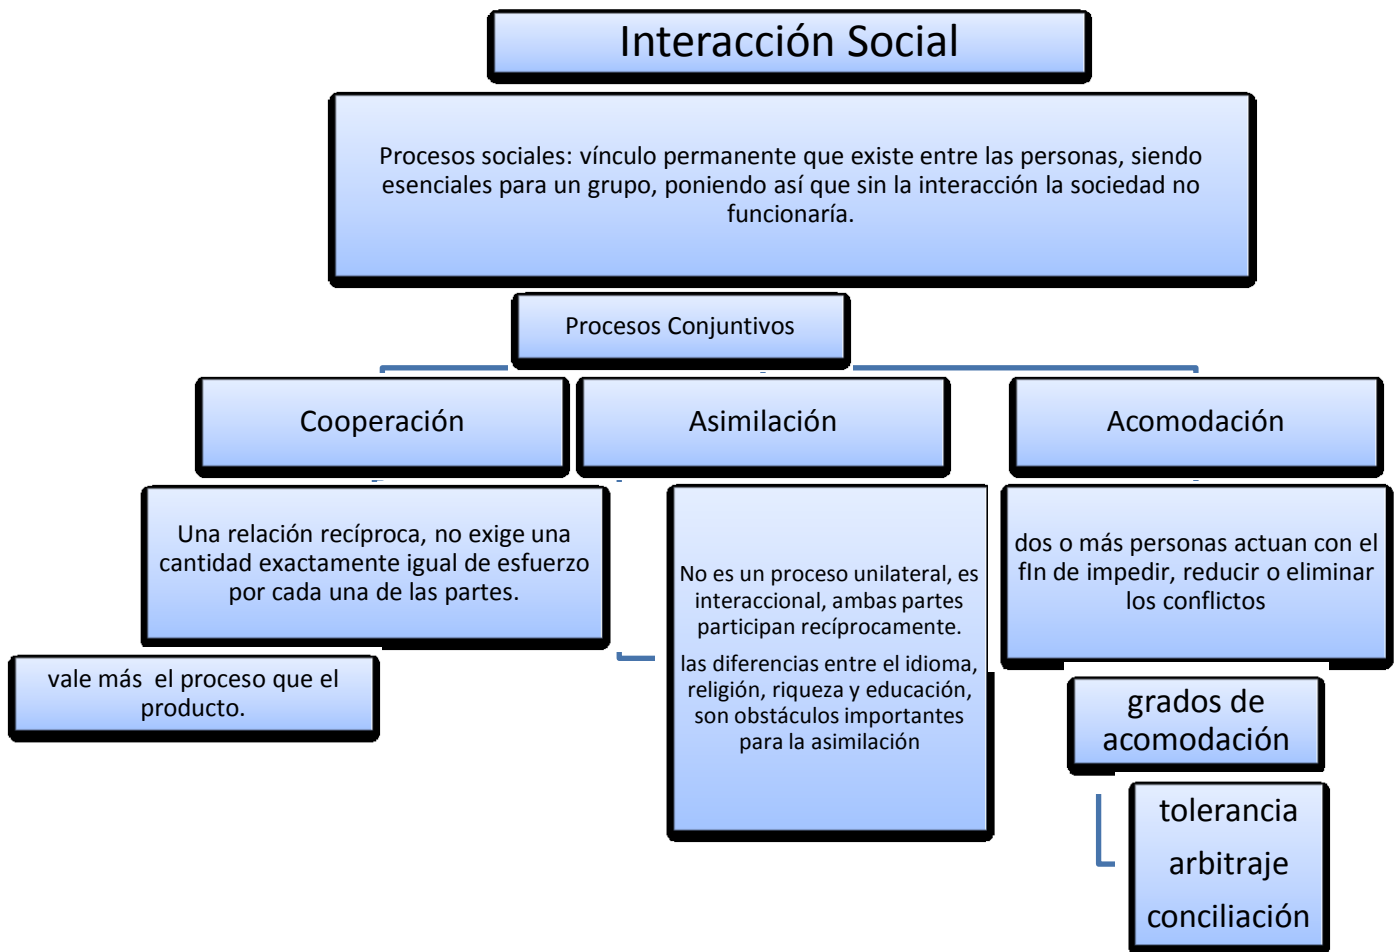 Interacción Social
Procesos sociales: vínculo permanente que existe entre las personas, siendo
esenciales para un grupo, poniendo así que sin la interacción la sociedad no
funcionaría.
Procesos Conjuntivos
Cooperación
Asimilación
Acomodación
Una relación recíproca, no exige una
cantidad exactamente igual de esfuerzo
por cada una de las partes.
vale más el proceso que el
producto.
No es un proceso unilateral, es
interaccional, ambas partes
participan recíprocamente.
las diferencias entre el idioma,
religión, riqueza y educación,
son obstáculos importantes
para la asimilación
dos o más personas actuan con el
fIn de impedir, reducir o eliminar
los conflictos
grados de
acomodación
tolerancia
arbitraje
conciliación